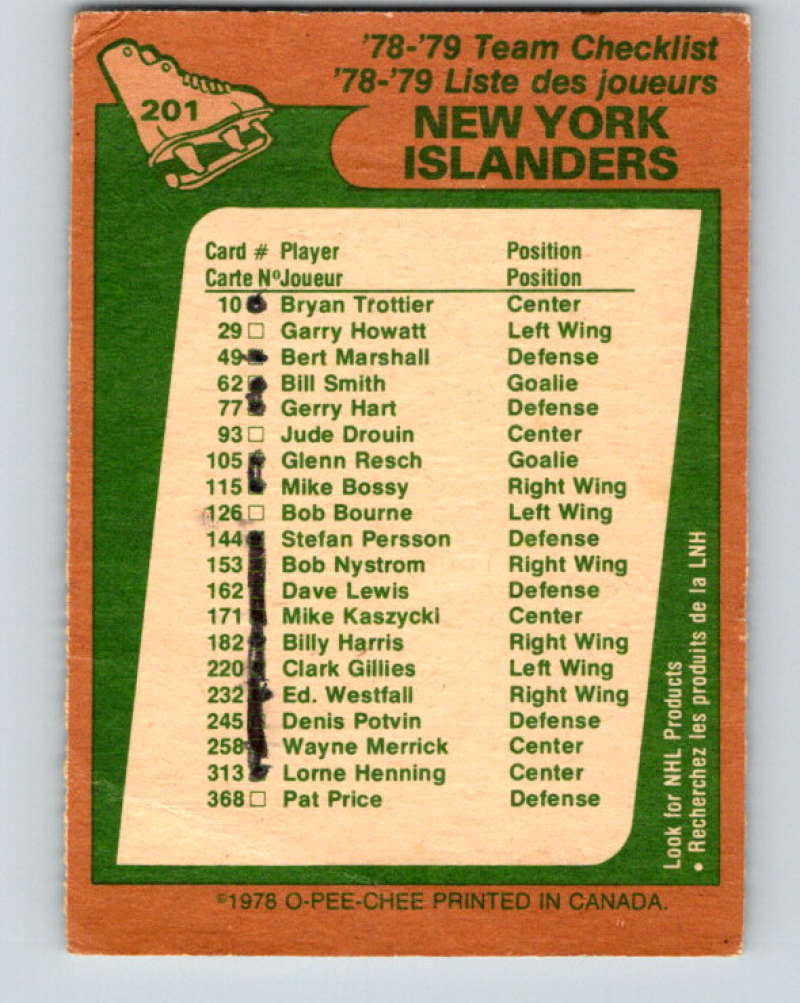 '78-'79 Team Checklist
'78-'79 Liste des joueurs
201
NEW YORK
ISLANDERS
Card # Player Position
Carte Nº Joueur Position
10 Bryan Trottier Center
29 Garry Howatt Left Wing
49 Bert Marshall Defense
62 Bill Smith Goalie
77 Gerry Hart Defense
93 Jude Drouin Center
105 Glenn Resch Goalie
115 Mike Bossy Right Wing
126 Bob Bourne Left Wing
144 Stefan Persson Defense
153 Bob Nystrom Right Wing
162 Dave Lewis Defense
171 Mike Kaszycki Center
182 Billy Harris Right Wing
220 Clark Gillies Left Wing
232 Ed. Westfall Right Wing
245 Denis Potvin Defense
258 Wayne Merrick Center
313 Lorne Henning Center
368 Pat Price Defense
Look for NHL Products
• Recherchez les produits de la LNH
©1978 O-PEE-CHEE PRINTED IN CANADA.